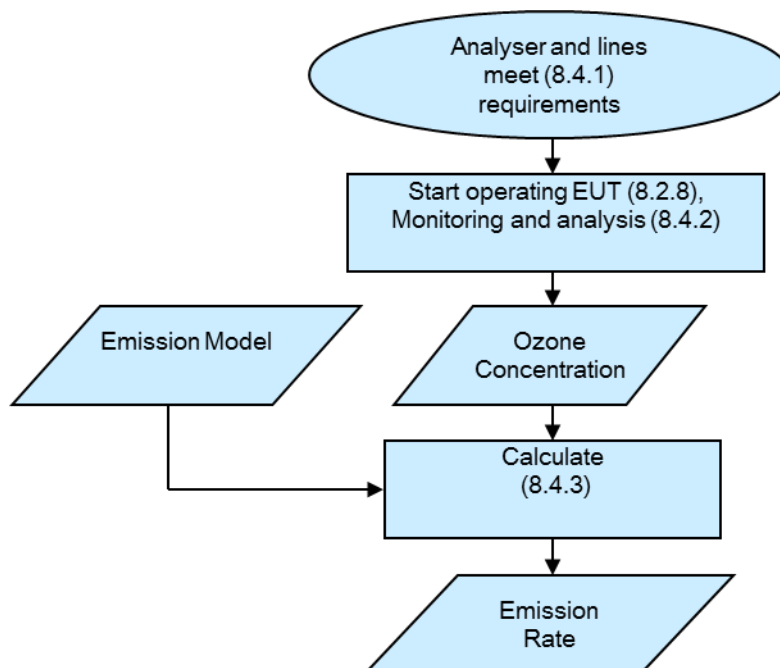 Analyser and lines
meet (8.4.1)
requirements
Start operating EUT (8.2.8),
Monitoring and analysis (8.4.2)
Emission Model
Ozone
Concentration
Calculate
(8.4.3)
Emission
Rate